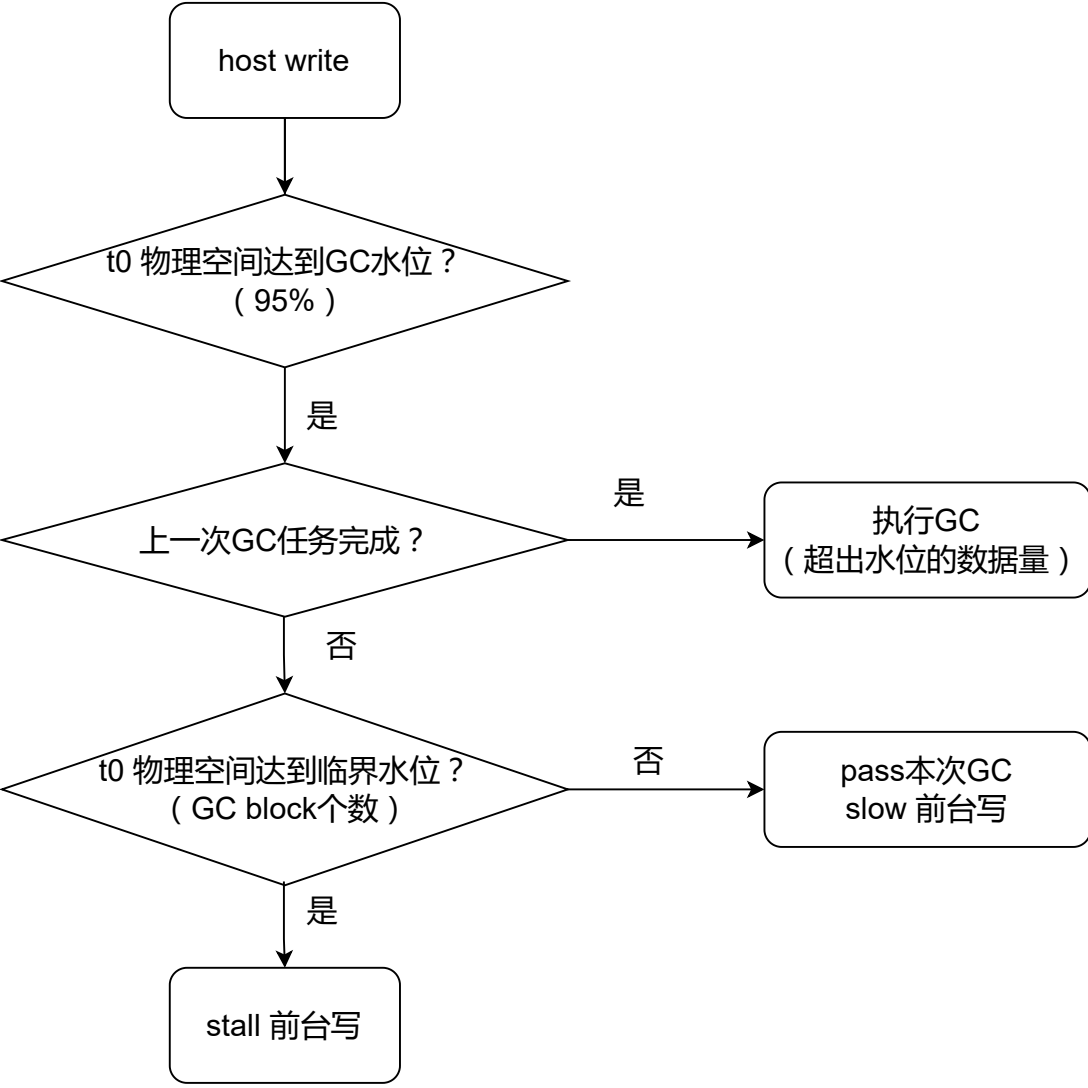 host write
t0 物理空间达到GC水位？
（95%）
是
上一次GC任务完成？
是
执行GC
（超出水位的数据量）
否
t0 物理空间达到临界水位？
（GC block个数）
否
pass本次GC
slow 前台写
是
stall 前台写